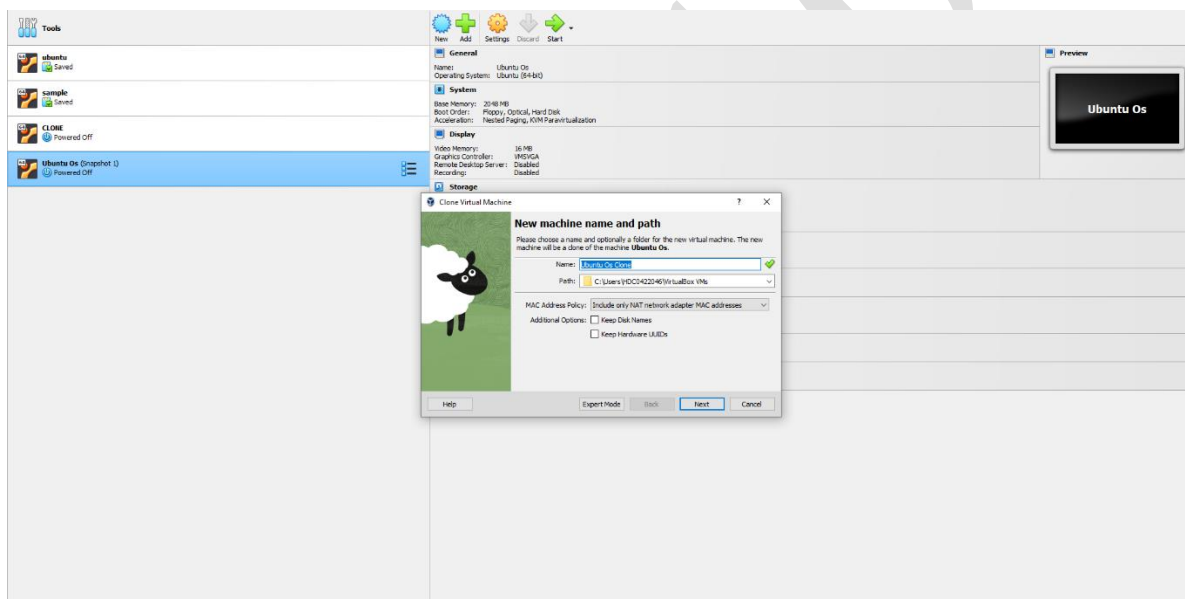 Tools
New Add Settings Discard Start
ubuntu
Saved
sample
Saved
CLONE
Powered Off
Ubuntu Os (Snapshot 1)
Powered Off
General
Name: Ubuntu Os
Operating System: Ubuntu (64-bit)
System
Base Memory: 2048 MB
Boot Order: Floppy, Optical, Hard Disk
Acceleration: Nested Paging, KVM Paravirtualization
Display
Video Memory: 16 MB
Graphics Controller: VMSVGA
Remote Desktop Server: Disabled
Recording: Disabled
Storage
Preview
Ubuntu Os
Clone Virtual Machine ? X
New machine name and path
Please choose a name and optionally a folder for the new virtual machine. The new
machine will be a clone of the machine Ubuntu Os.
Name: Ubuntu Os Clone
Path: C:\Users\HDC0422046\VirtualBox VMs
MAC Address Policy: Include only NAT network adapter MAC addresses
Additional Options: Keep Disk Names
Keep Hardware UUIDs
Help Expert Mode Back Next Cancel